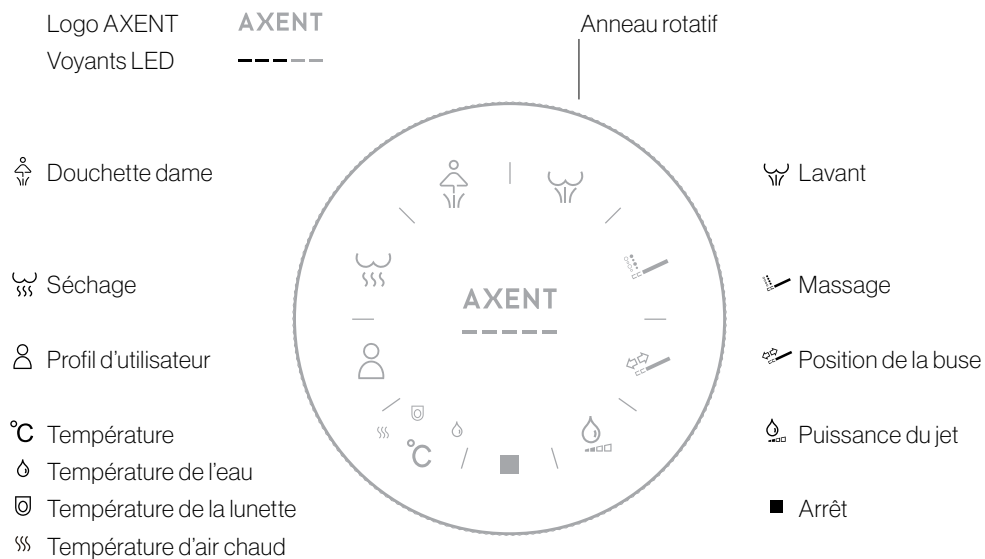 Logo AXENT AXENT Anneau rotatif
Voyants LED
Douchette dame Lavant
Séchage Massage
AXENT
Profil d'utilisateur Position de la buse
°C Température Puissance du jet
°C
Température de l'eau
Température de la lunette Arrêt
Température d'air chaud